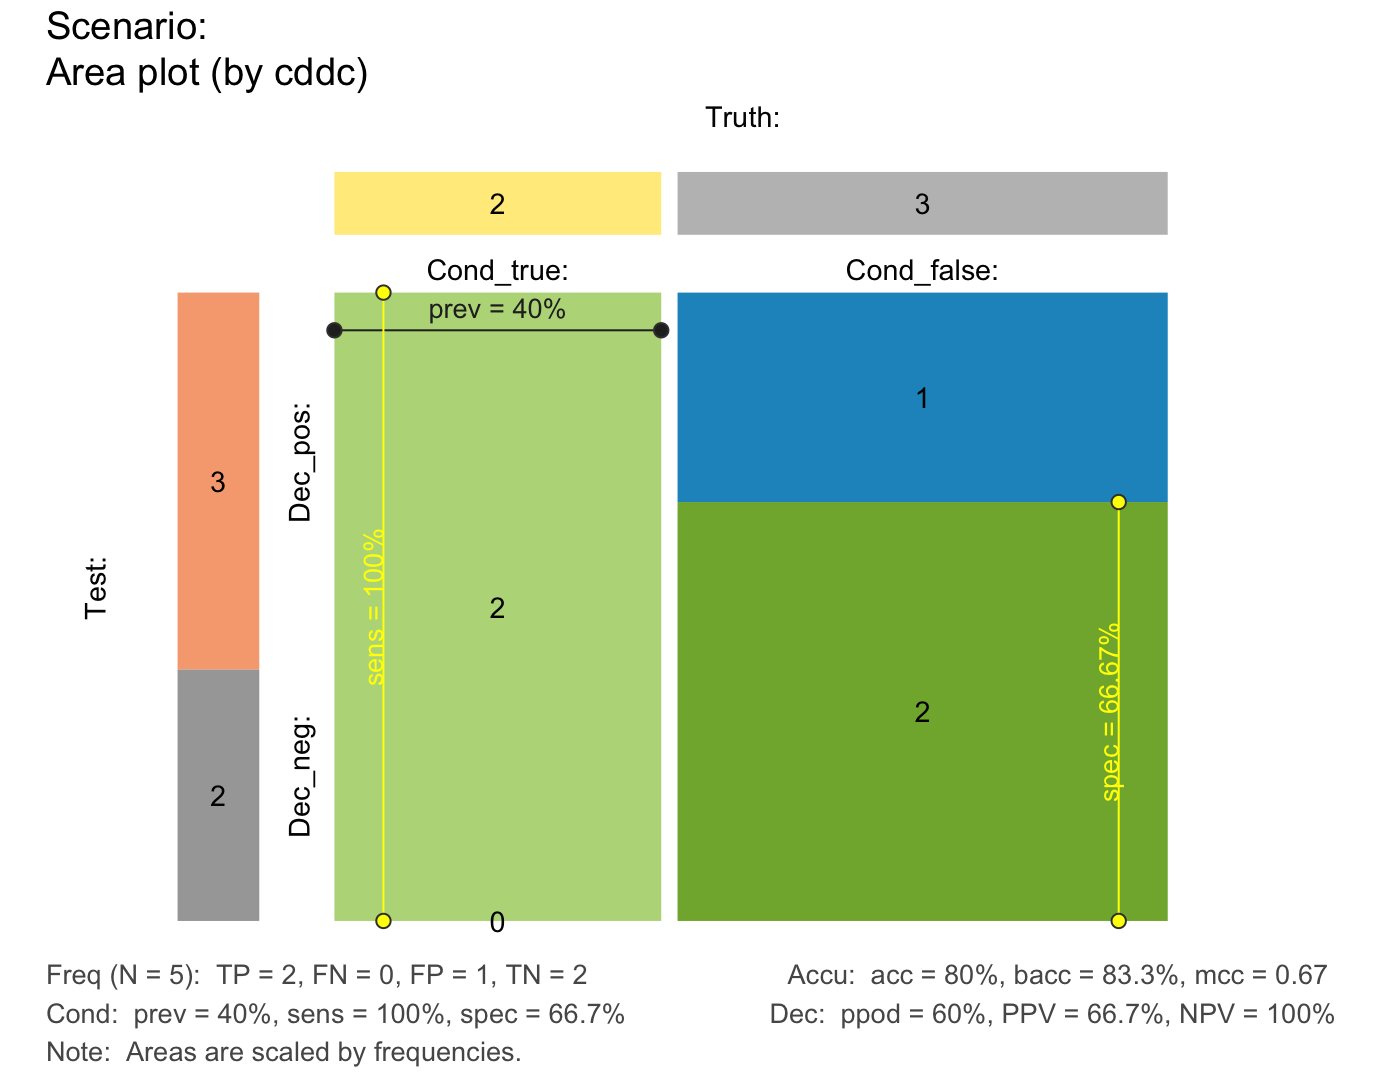 Scenario:
Area plot (by cddc)
Truth:
2
3
Cond_true:
Cond_false:
prev = 40%
1
Dec_pos:
3
sens = 100%
Test:
2
spec = 66.67%
2
Dec_neg:
2
0
Freq (N = 5):  TP = 2, FN = 0, FP = 1, TN = 2
Accu:  acc = 80%, bacc = 83.3%, mcc = 0.67
Cond:  prev = 40%, sens = 100%, spec = 66.7%
Dec:  ppod = 60%, PPV = 66.7%, NPV = 100%
Note:  Areas are scaled by frequencies.